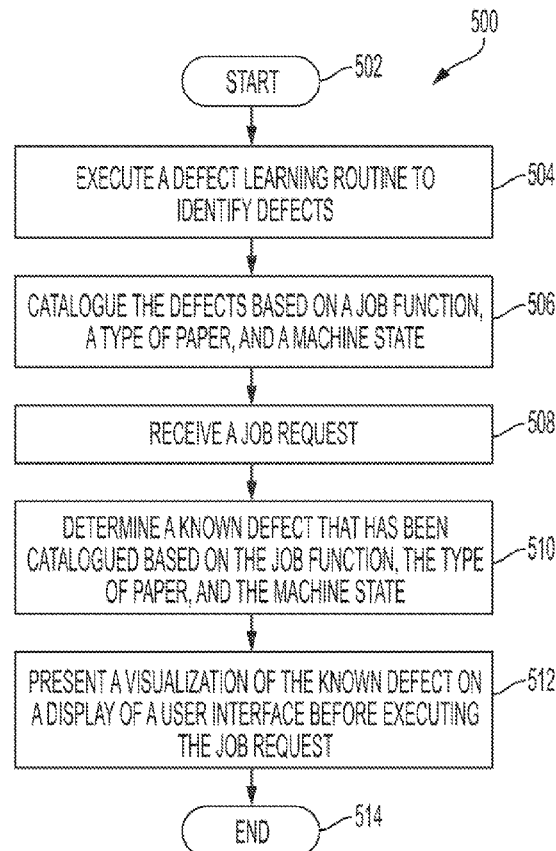 500
START
502
EXECUTE A DEFECT LEARNING ROUTINE TO
IDENTIFY DEFECTS
504
CATALOGUE THE DEFECTS BASED ON A JOB FUNCTION,
A TYPE OF PAPER, AND A MACHINE STATE
506
RECEIVE A JOB REQUEST
508
DETERMINE A KNOWN DEFECT THAT HAS BEEN
CATALOGUED BASED ON THE JOB FUNCTION, THE TYPE
OF PAPER, AND THE MACHINE STATE
510
PRESENT A VISUALIZATION OF THE KNOWN DEFECT ON
A DISPLAY OF A USER INTERFACE BEFORE EXECUTING
THE JOB REQUEST
512
END
514